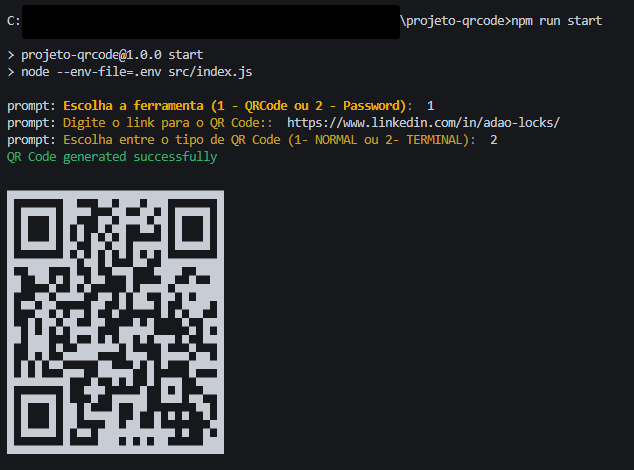 C:\projeto-qrcode>npm run start
> projeto-qrcode@1.0.0 start
> node --env-file=.env src/index.js
prompt: Escolha a ferramenta (1 - QRCode ou 2 - Password):  1
prompt: Digite o link para o QR Code::  https://www.linkedin.com/in/adao-locks/
prompt: Escolha entre o tipo de QR Code (1- NORMAL ou 2- TERMINAL):  2
QR Code generated successfully